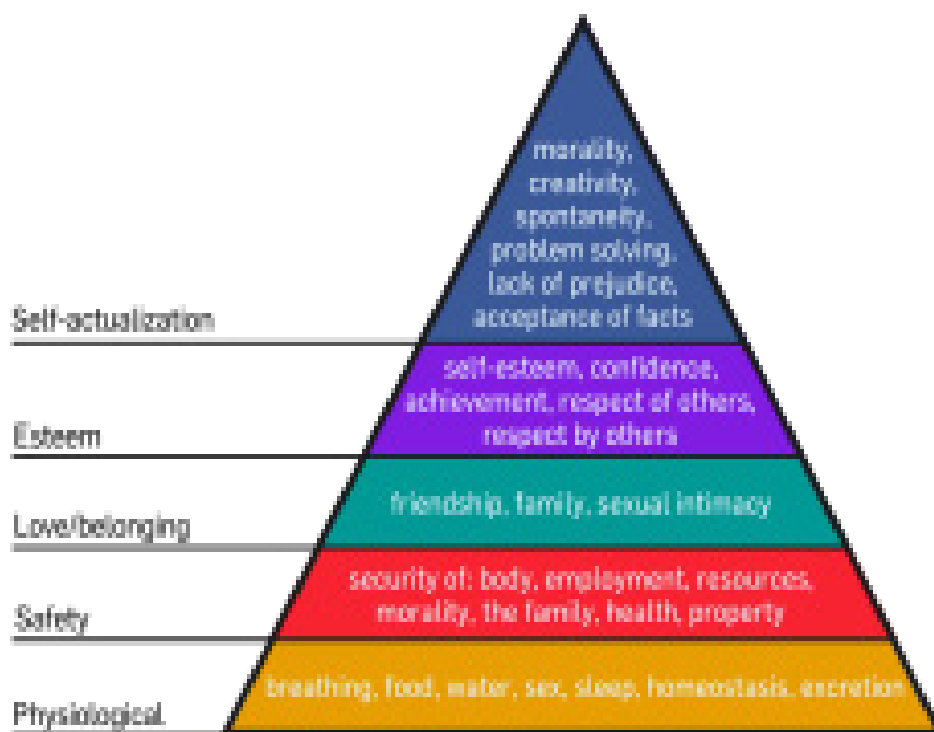 morality,
creativity,
spontaneity,
problem solving,
lack of prejudice,
acceptance of facts
Self-actualization
self-esteem, confidence,
achievement, respect of others,
respect by others
Esteem
friendship, family, sexual intimacy
Love/belonging
security of: body, employment, resources,
morality, the family, health, property
Safety
breathing, food, water, sex, sleep, homeostasis, excretion
Physiological